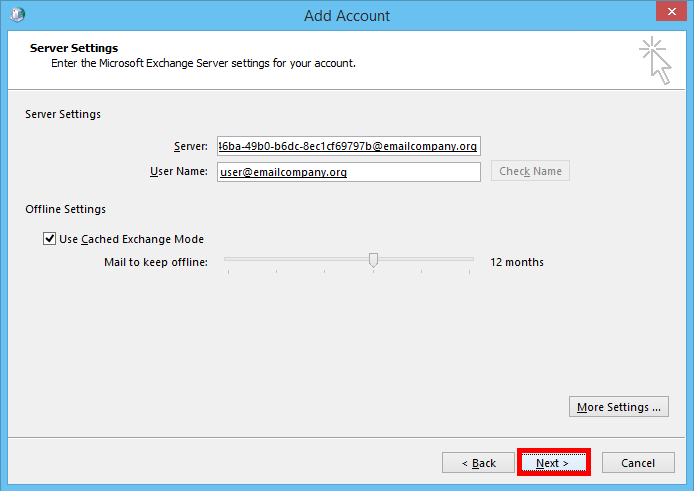 Add Account
Server Settings
Enter the Microsoft Exchange Server settings for your account.
Server Settings
Server: 46ba-49b0-b6dc-8ec1cf69797b@emailcompany.org
User Name: user@emailcompany.org Check Name
Offline Settings
Use Cached Exchange Mode
Mail to keep offline: 12 months
More Settings ...
< Back Next > Cancel